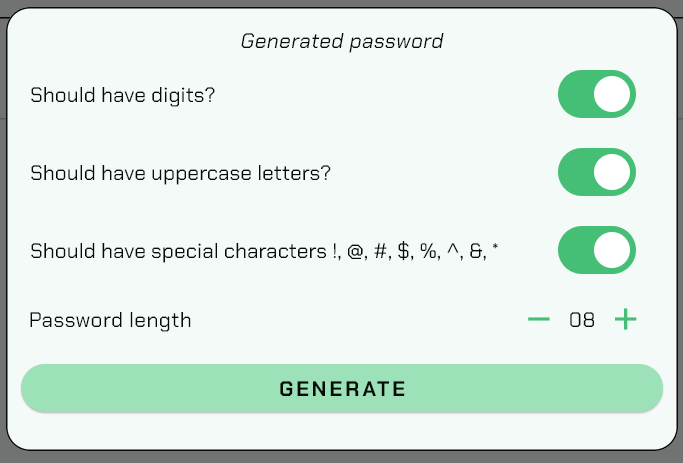 Generated password
Should have digits?
Should have uppercase letters?
Should have special characters !, @, #, $, %, ^, &, *
Password length − 08 +
GENERATE